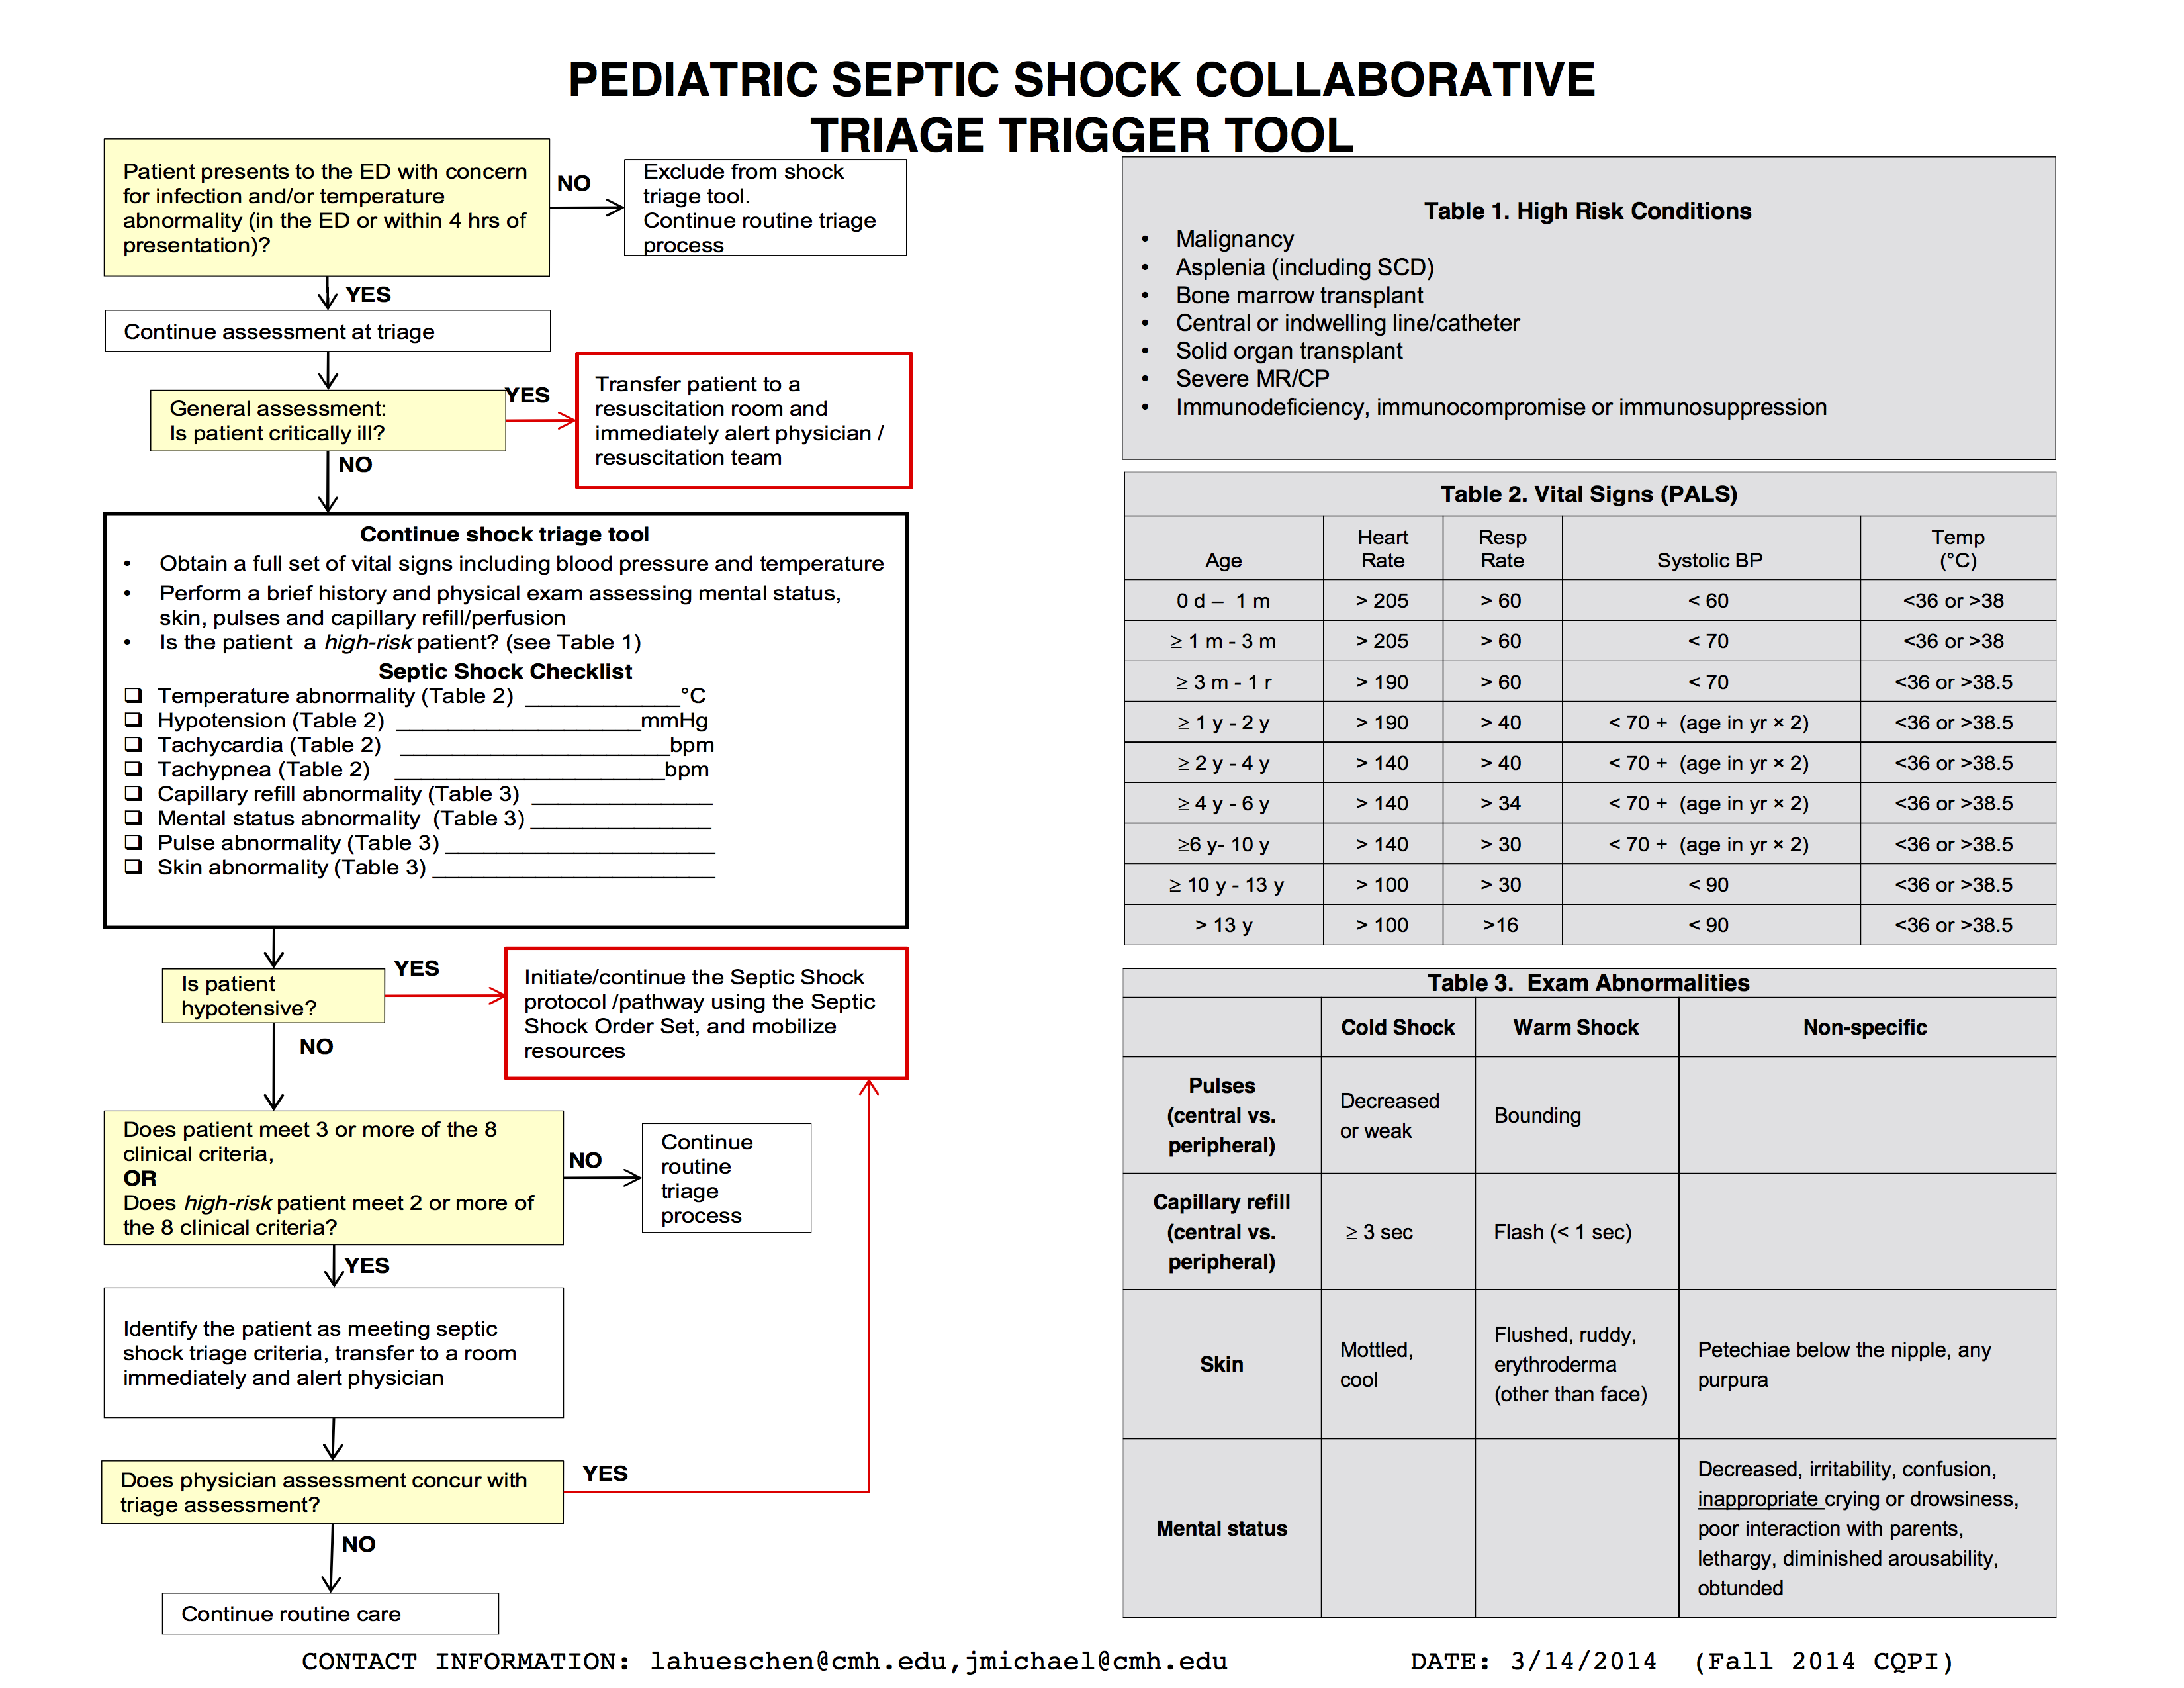 PEDIATRIC SEPTIC SHOCK COLLABORATIVE
TRIAGE TRIGGER TOOL
Patient presents to the ED with concern
for infection and/or temperature
abnormality (in the ED or within 4 hrs of
presentation)?
NO
Exclude from shock
triage tool.
Continue routine triage
process
YES
Continue assessment at triage
General assessment:
Is patient critically ill?
YES
Transfer patient to a
resuscitation room and
immediately alert physician /
resuscitation team
NO
Continue shock triage tool
• Obtain a full set of vital signs including blood pressure and temperature
• Perform a brief history and physical exam assessing mental status,
skin, pulses and capillary refill/perfusion
• Is the patient a high-risk patient? (see Table 1)
Septic Shock Checklist
❑ Temperature abnormality (Table 2) _____________°C
❑ Hypotension (Table 2) _____________________mmHg
❑ Tachycardia (Table 2) _______________________bpm
❑ Tachypnea (Table 2) _______________________bpm
❑ Capillary refill abnormality (Table 3) _______________
❑ Mental status abnormality (Table 3) _______________
❑ Pulse abnormality (Table 3) _______________________
❑ Skin abnormality (Table 3) ________________________
Is patient
hypotensive?
YES
Initiate/continue the Septic Shock
protocol /pathway using the Septic
Shock Order Set, and mobilize
resources
NO
Does patient meet 3 or more of the 8
clinical criteria,
OR
Does high-risk patient meet 2 or more of
the 8 clinical criteria?
NO
Continue
routine
triage
process
YES
Identify the patient as meeting septic
shock triage criteria, transfer to a room
immediately and alert physician
Does physician assessment concur with
triage assessment?
YES
NO
Continue routine care
Table 1. High Risk Conditions
• Malignancy
• Asplenia (including SCD)
• Bone marrow transplant
• Central or indwelling line/catheter
• Solid organ transplant
• Severe MR/CP
• Immunodeficiency, immunocompromise or immunosuppression
Table 2. Vital Signs (PALS)
Age Heart Rate Resp Rate Systolic BP Temp (°C)
0 d – 1 m > 205 > 60 < 60 <36 or >38
≥ 1 m - 3 m > 205 > 60 < 70 <36 or >38
≥ 3 m - 1 r > 190 > 60 < 70 <36 or >38.5
≥ 1 y - 2 y > 190 > 40 < 70 + (age in yr × 2) <36 or >38.5
≥ 2 y - 4 y > 140 > 40 < 70 + (age in yr × 2) <36 or >38.5
≥ 4 y - 6 y > 140 > 34 < 70 + (age in yr × 2) <36 or >38.5
≥6 y- 10 y > 140 > 30 < 70 + (age in yr × 2) <36 or >38.5
≥ 10 y - 13 y > 100 > 30 < 90 <36 or >38.5
> 13 y > 100 >16 < 90 <36 or >38.5
Table 3. Exam Abnormalities
Cold Shock Warm Shock Non-specific
Pulses
(central vs.
peripheral)
Decreased
or weak
Bounding
Capillary refill
(central vs.
peripheral)
≥ 3 sec
Flash (< 1 sec)
Skin
Mottled,
cool
Flushed, ruddy,
erythroderma
(other than face)
Petechiae below the nipple, any
purpura
Mental status
Decreased, irritability, confusion,
inappropriate crying or drowsiness,
poor interaction with parents,
lethargy, diminished arousability,
obtunded
CONTACT INFORMATION: lahueschen@cmh.edu,jmichael@cmh.edu
DATE: 3/14/2014 (Fall 2014 CQPI)